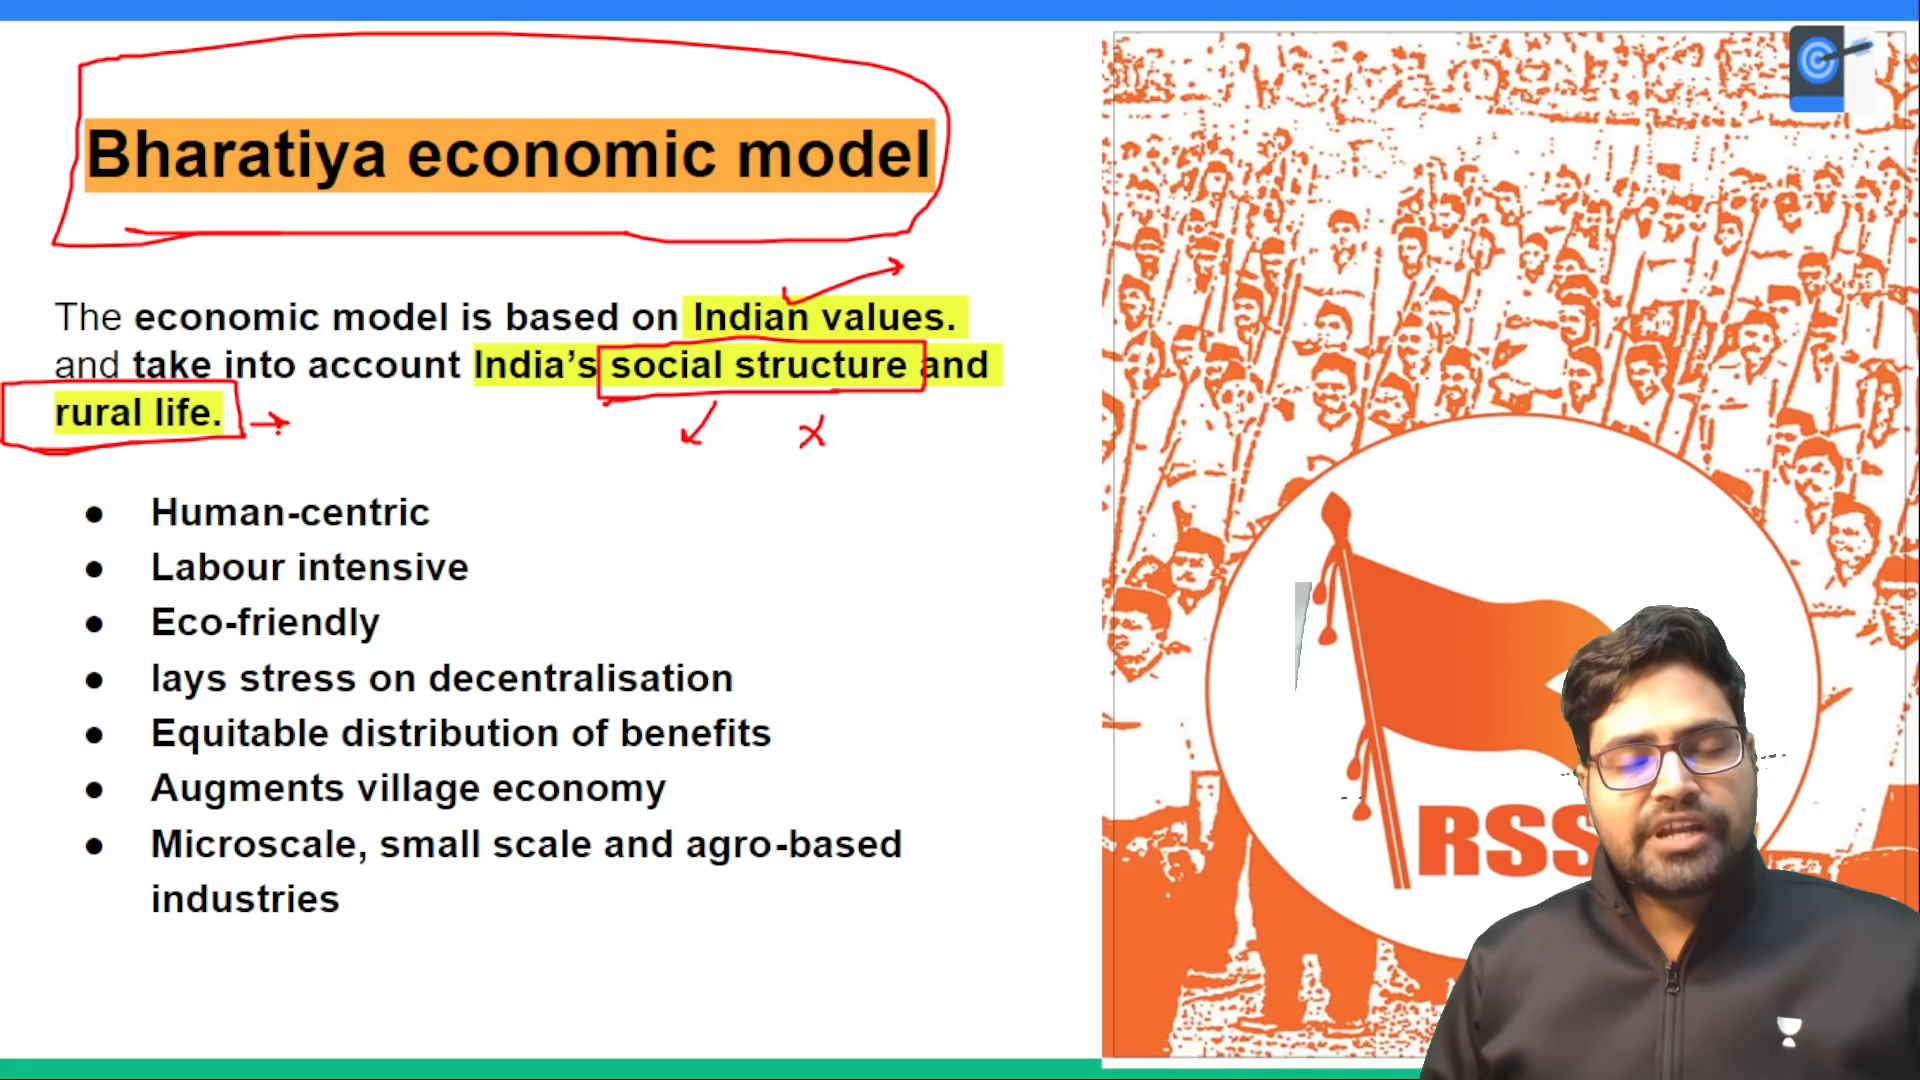 Bharatiya economic model
The economic model is based on Indian values.
and take into account India's social structure and
rural life.
● Human-centric
● Labour intensive
● Eco-friendly
● lays stress on decentralisation
● Equitable distribution of benefits
● Augments village economy
● Microscale, small scale and agro-based
industries
RSS